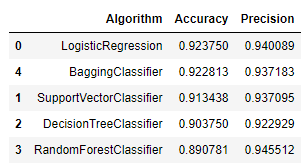 Algorithm Accuracy Precision
0 LogisticRegression 0.923750 0.940089
4 BaggingClassifier 0.922813 0.937183
1 SupportVectorClassifier 0.913438 0.937095
2 DecisionTreeClassifier 0.903750 0.922929
3 RandomForestClassifier 0.890781 0.945512